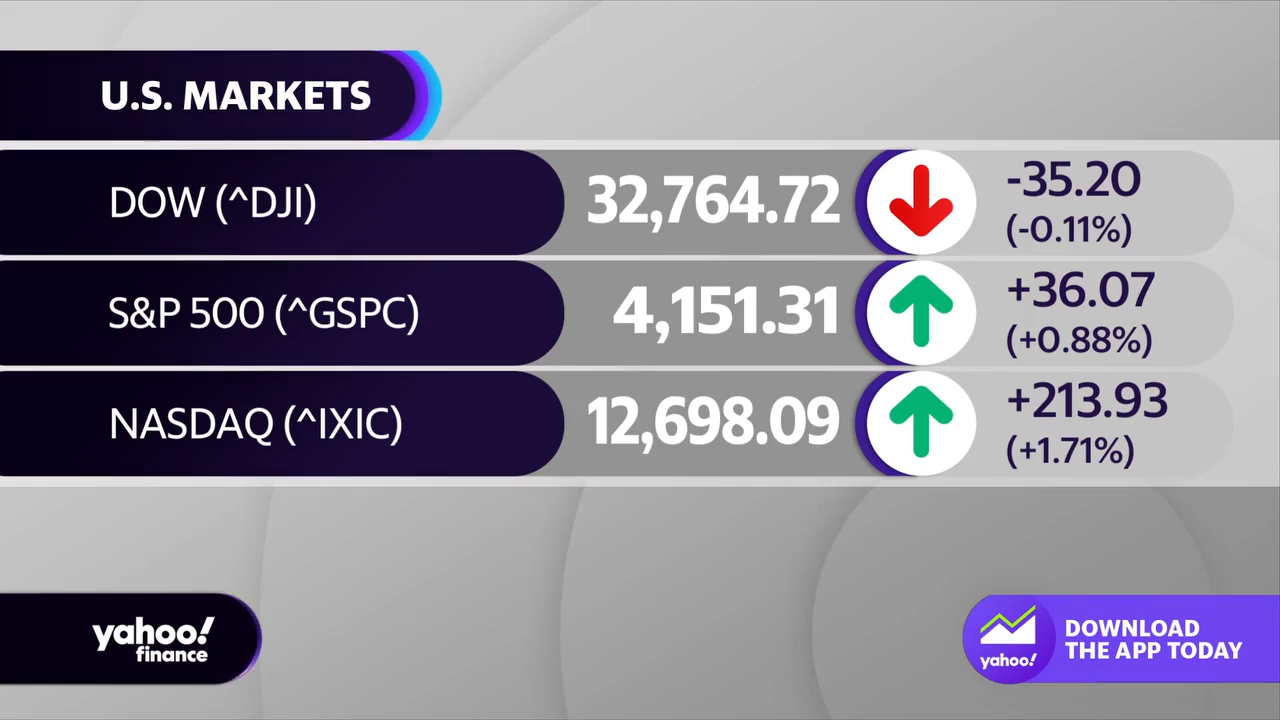 U.S. MARKETS
DOW (^DJI) 32,764.72 -35.20
(-0.11%)
S&P 500 (^GSPC) 4,151.31 +36.07
(+0.88%)
NASDAQ (^IXIC) 12,698.09 +213.93
(+1.71%)
yahoo!
finance
yahoo!
DOWNLOAD
THE APP TODAY